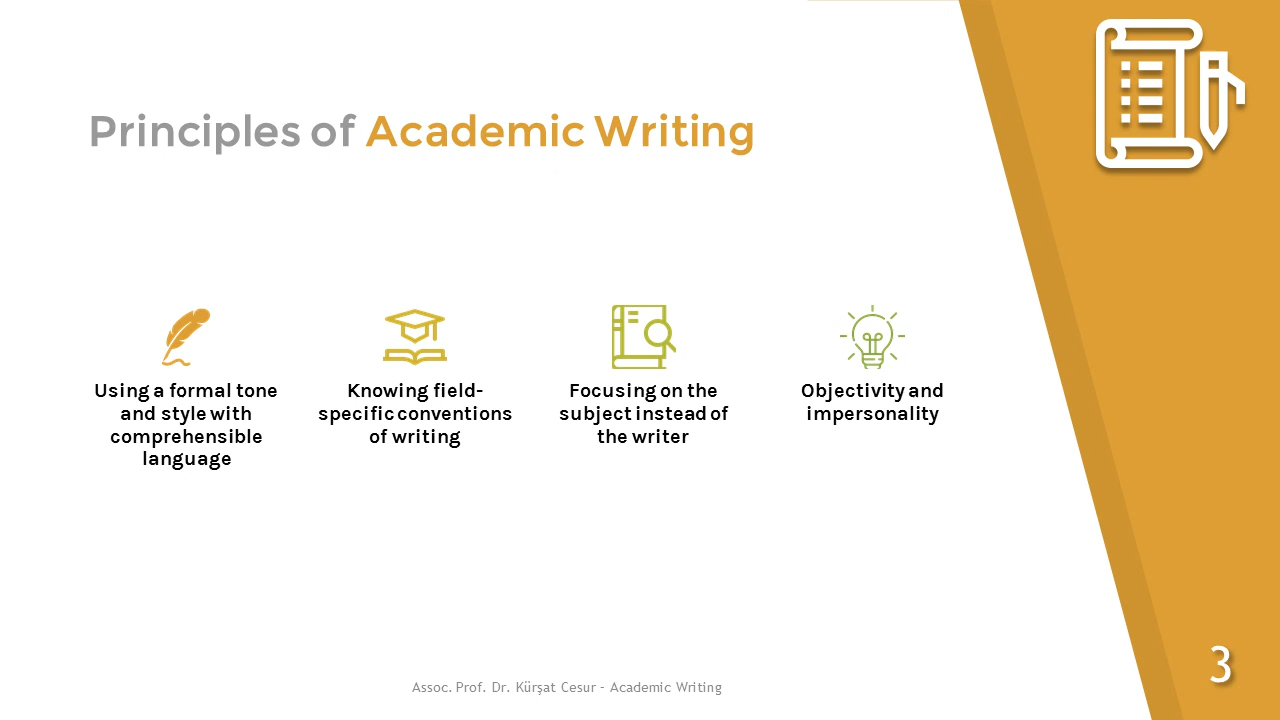 Principles of Academic Writing
Using a formal tone
and style with
comprehensible
language
Knowing field-
specific conventions
of writing
Focusing on the
subject instead of
the writer
Objectivity and
impersonality
Assoc. Prof. Dr. Kürşat Cesur - Academic Writing
3